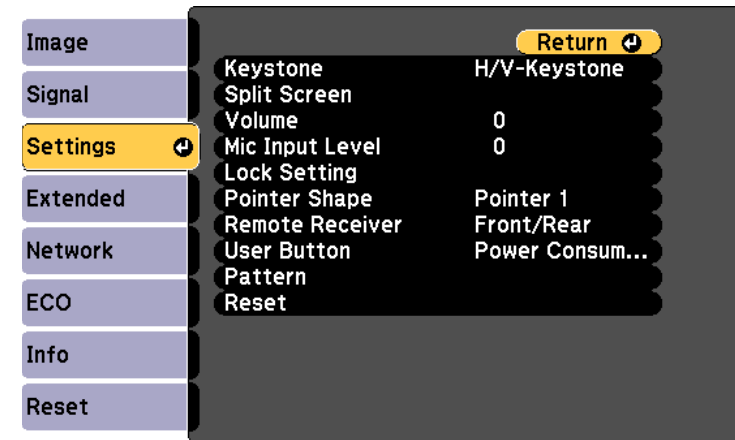 Image
Signal
Settings
Extended
Network
ECO
Info
Reset
Return
Keystone H/V-Keystone
Split Screen
Volume 0
Mic Input Level 0
Lock Setting
Pointer Shape Pointer 1
Remote Receiver Front/Rear
User Button Power Consum...
Pattern
Reset